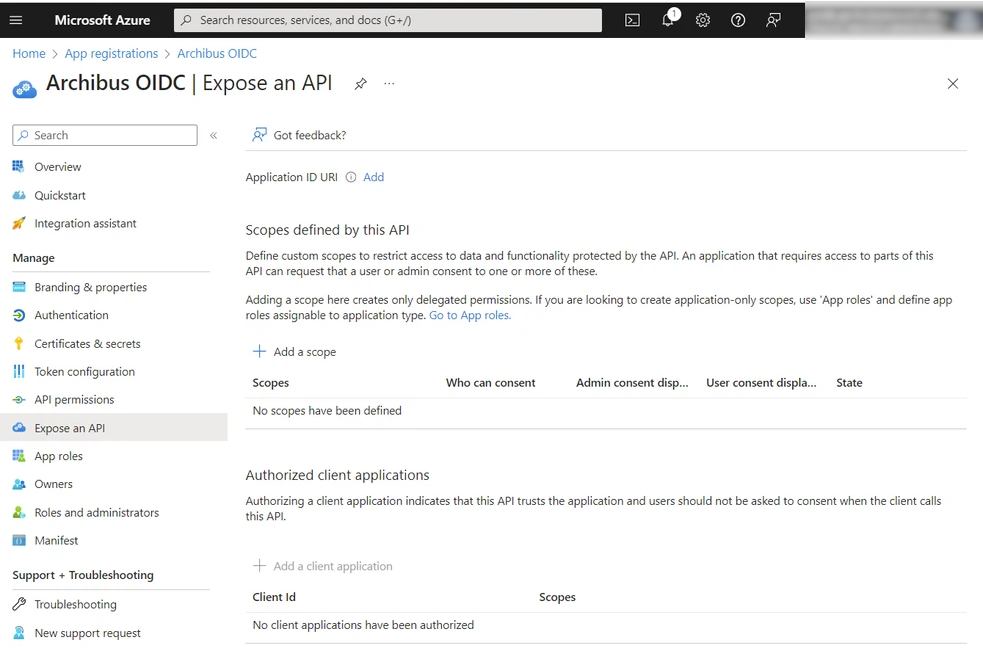 Microsoft Azure
Search resources, services, and docs (G+/)
1
Home > App registrations > Archibus OIDC
Archibus OIDC | Expose an API
...
Search
«
Got feedback?
Overview
Quickstart
Integration assistant
Manage
Branding & properties
Authentication
Certificates & secrets
Token configuration
API permissions
Expose an API
App roles
Owners
Roles and administrators
Manifest
Support + Troubleshooting
Troubleshooting
New support request
Application ID URI Add
Scopes defined by this API
Define custom scopes to restrict access to data and functionality protected by the API. An application that requires access to parts of this
API can request that a user or admin consent to one or more of these.
Adding a scope here creates only delegated permissions. If you are looking to create application-only scopes, use 'App roles' and define app
roles assignable to application type. Go to App roles.
Add a scope
Scopes Who can consent Admin consent disp... User consent displa... State
No scopes have been defined
Authorized client applications
Authorizing a client application indicates that this API trusts the application and users should not be asked to consent when the client calls
this API.
Add a client application
Client Id Scopes
No client applications have been authorized